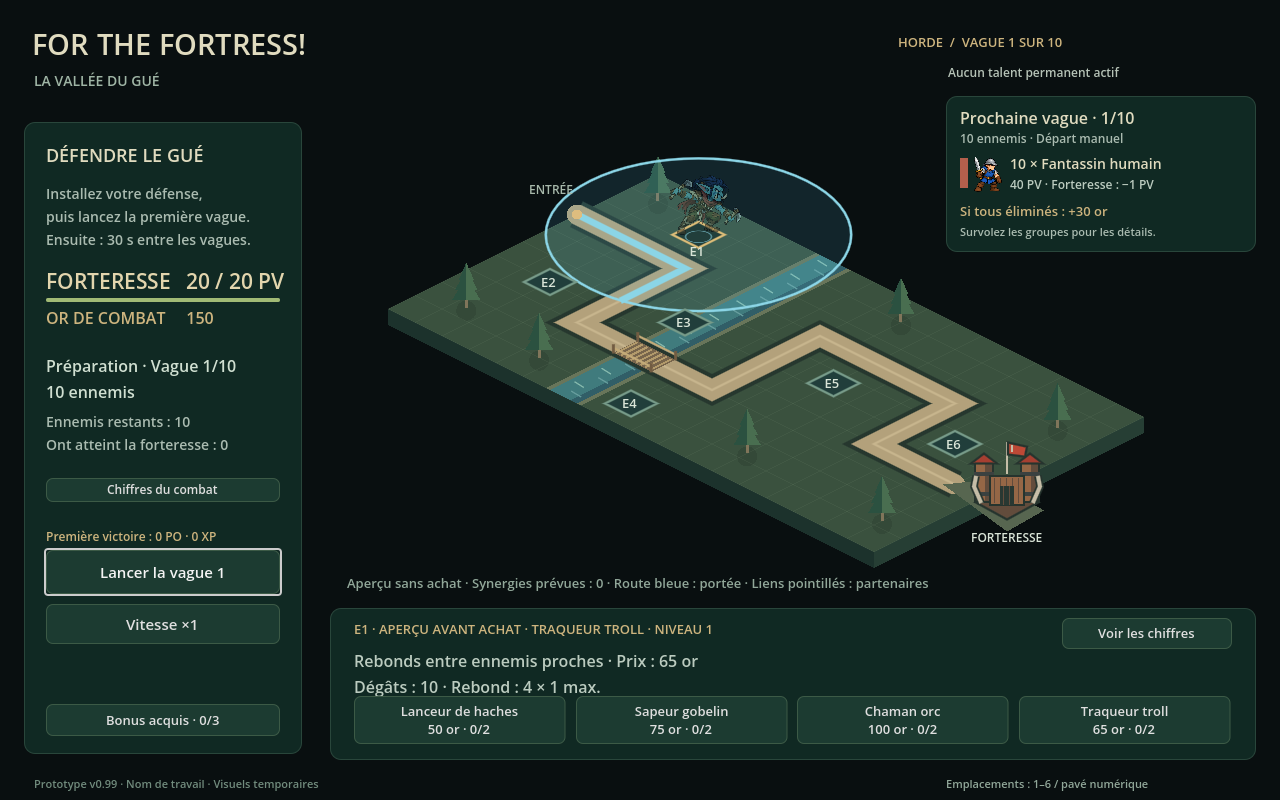 FOR THE FORTRESS!
LA VALLÉE DU GUÉ
HORDE / VAGUE 1 SUR 10
Aucun talent permanent actif
Prochaine vague · 1/10
10 ennemis · Départ manuel
10 × Fantassin humain
40 PV · Forteresse : −1 PV
Si tous éliminés : +30 or
Survolez les groupes pour les détails.
DÉFENDRE LE GUÉ
Installez votre défense,
puis lancez la première vague.
Ensuite : 30 s entre les vagues.
FORTERESSE 20 / 20 PV
OR DE COMBAT 150
Préparation · Vague 1/10
10 ennemis
Ennemis restants : 10
Ont atteint la forteresse : 0
Chiffres du combat
Première victoire : 0 PO · 0 XP
Lancer la vague 1
Vitesse ×1
Bonus acquis · 0/3
ENTRÉE
E1
E2
E3
E4
E5
E6
FORTERESSE
Aperçu sans achat · Synergies prévues : 0 · Route bleue : portée · Liens pointillés : partenaires
E1 · APERÇU AVANT ACHAT · TRAQUEUR TROLL · NIVEAU 1
Voir les chiffres
Rebonds entre ennemis proches · Prix : 65 or
Dégâts : 10 · Rebond : 4 × 1 max.
Lanceur de haches
50 or · 0/2
Sapeur gobelin
75 or · 0/2
Chaman orc
100 or · 0/2
Traqueur troll
65 or · 0/2
Prototype v0.99 · Nom de travail · Visuels temporaires
Emplacements : 1–6 / pavé numérique